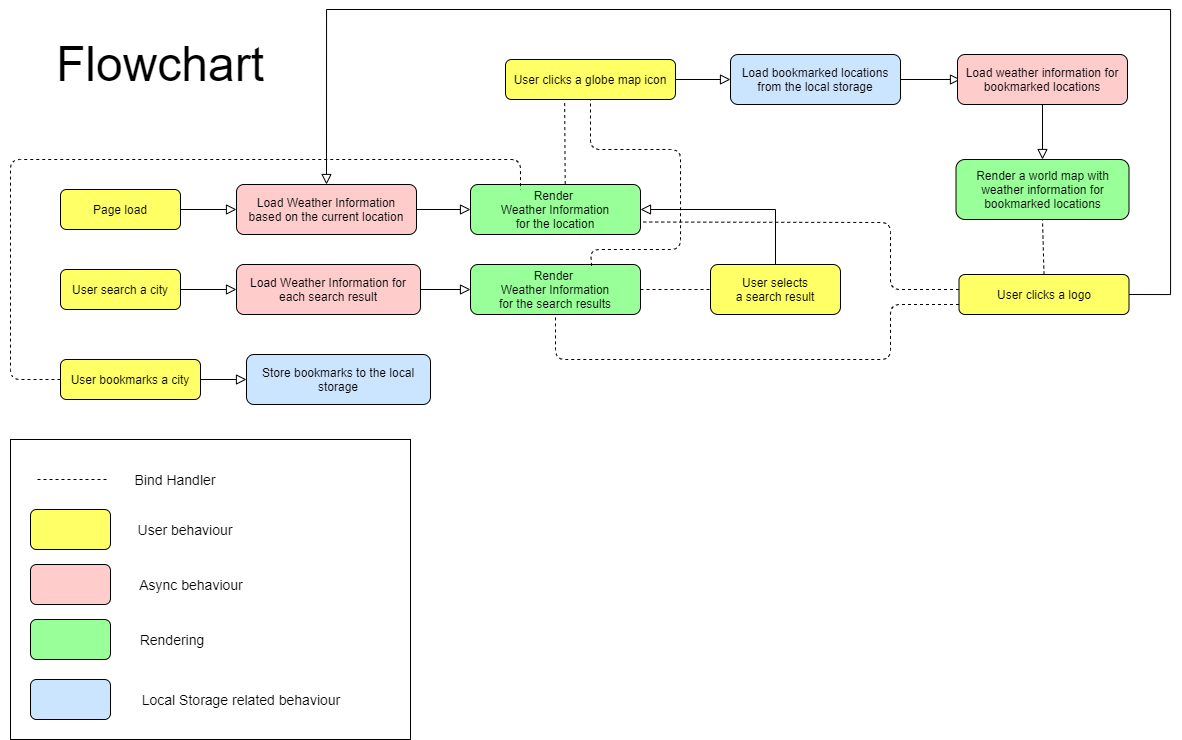 Flowchart
User clicks a globe map icon
Load bookmarked locations
from the local storage
Load weather information for
bookmarked locations
Page load
Load Weather Information
based on the current location
Render
Weather Information
for the location
Render a world map with
weather information for
bookmarked locations
User search a city
Load Weather Information for
each search result
Render
Weather Information
for the search results
User selects
a search result
User clicks a logo
User bookmarks a city
Store bookmarks to the local
storage
Bind Handler
User behaviour
Async behaviour
Rendering
Local Storage related behaviour